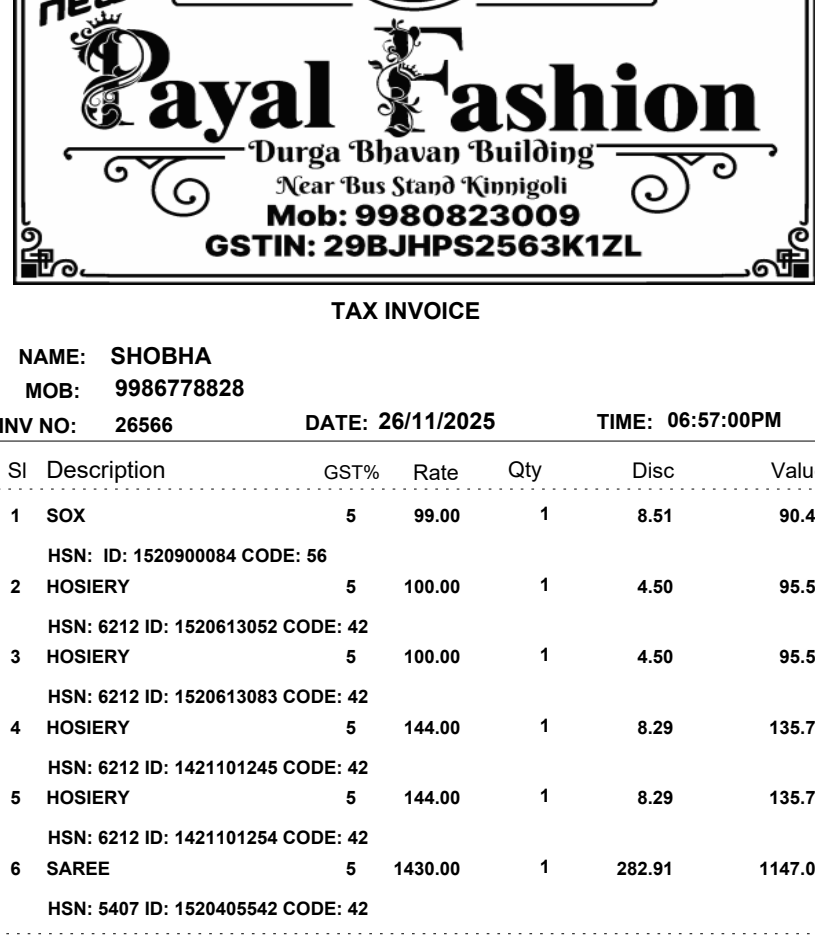 new
Payal Fashion
Durga Bhavan Building
Near Bus Stand Kinnigoli
Mob: 9980823009
GSTIN: 29BJHPS2563K1ZL
TAX INVOICE
NAME: SHOBHA
MOB: 9986778828
INV NO: 26566 DATE: 26/11/2025 TIME: 06:57:00PM
Sl Description GST% Rate Qty Disc Valu
1 SOX 5 99.00 1 8.51 90.4
HSN: ID: 1520900084 CODE: 56
2 HOSIERY 5 100.00 1 4.50 95.5
HSN: 6212 ID: 1520613052 CODE: 42
3 HOSIERY 5 100.00 1 4.50 95.5
HSN: 6212 ID: 1520613083 CODE: 42
4 HOSIERY 5 144.00 1 8.29 135.7
HSN: 6212 ID: 1421101245 CODE: 42
5 HOSIERY 5 144.00 1 8.29 135.7
HSN: 6212 ID: 1421101254 CODE: 42
6 SAREE 5 1430.00 1 282.91 1147.0
HSN: 5407 ID: 1520405542 CODE: 42